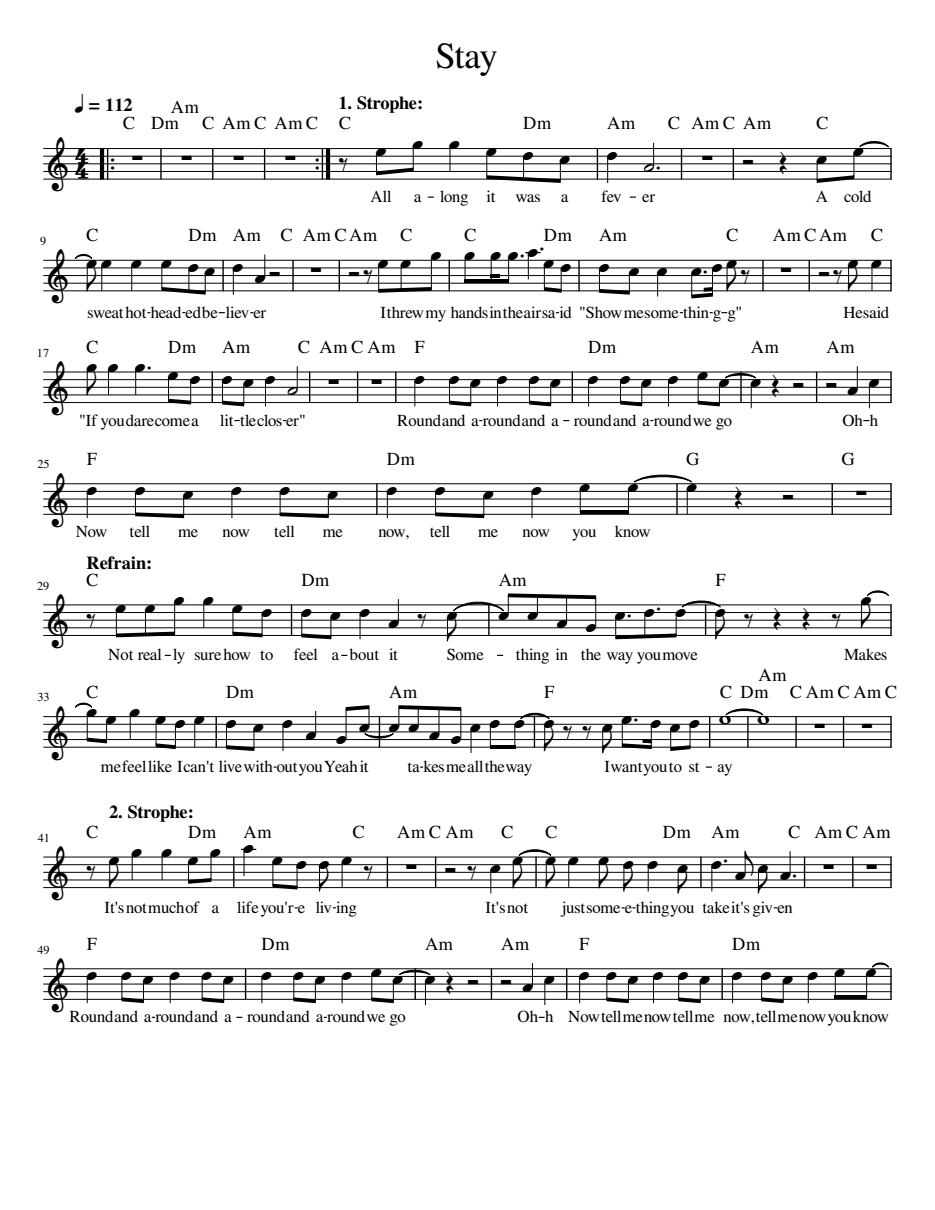 Stay
♩ = 112
Am
1. Strophe:
C Dm C Am C Am C C Dm Am C Am C Am C
4 4
All a – long it was a fev – er A cold
9
C Dm Am C Am C Am C C Dm Am C Am C Am C
sweat hot-head-ed be-liev-er I threw my hands in the air sa-id "Show me some-thin-g-g" He said
17
C Dm Am C Am C Am F Dm Am Am
"If you dare come a lit-tle clos-er" Round and a-round and a – round and a-round we go Oh-h
25
F Dm G G
Now tell me now tell me now, tell me now you know
Refrain:
29
C Dm Am F
Not real – ly sure how to feel a – bout it Some – thing in the way you move Makes
Am
33
C Dm Am F C Dm C Am C Am C
me feel like I can't live with-out you Yeah it ta-kes me all the way I want you to st – ay
2. Strophe:
41
C Dm Am C Am C Am C C Dm Am C Am C Am
It's not much of a life you'r-e liv-ing It's not just some-e-thing you take it's giv-en
49
F Dm Am Am F Dm
Round and a-round and a – round and a-round we go Oh-h Now tell me now tell me now, tell me now you know